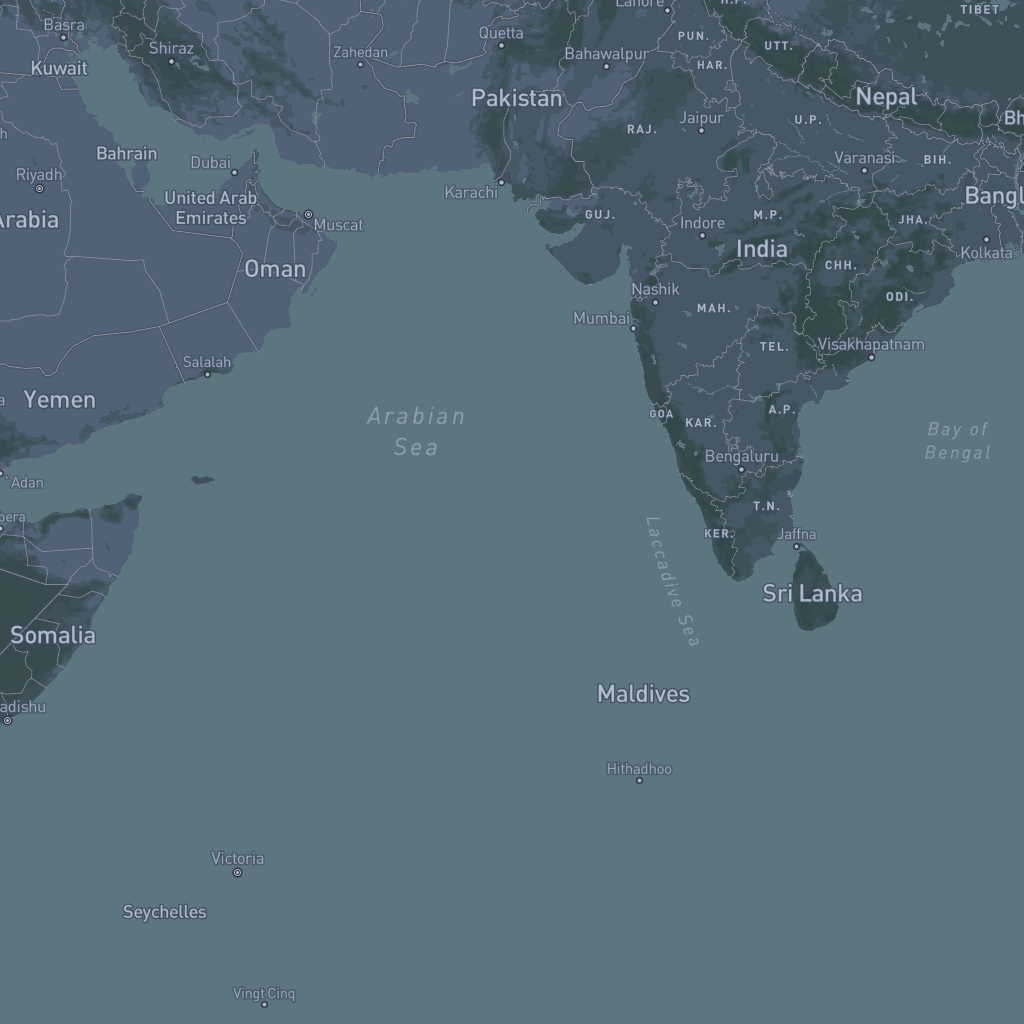 Lahore
H.P.
TIBET
Basra
Quetta
PUN.
Shiraz
Zahedan
Bahawalpur
UTT.
Kuwait
HAR.
Pakistan
Nepal
Jaipur
U.P.
Bh
RAJ.
h
Bahrain
Dubai
Varanasi
BIH.
Riyadh
Karachi
United Arab
Emirates
Bangl
Arabia
Muscat
GUJ.
M.P.
JHA.
Indore
India
Kolkata
Oman
CHH.
Nashik
ODI.
MAH.
Mumbai
TEL.
Visakhapatnam
Salalah
a
Yemen
Arabian
Sea
GOA
KAR.
A.P.
Bay of
Bengal
Bengaluru
Adan
T.N.
bera
KER.
Jaffna
Laccadive Sea
Sri Lanka
Somalia
Maldives
adishu
Hithadhoo
Victoria
Seychelles
Vingt Cinq